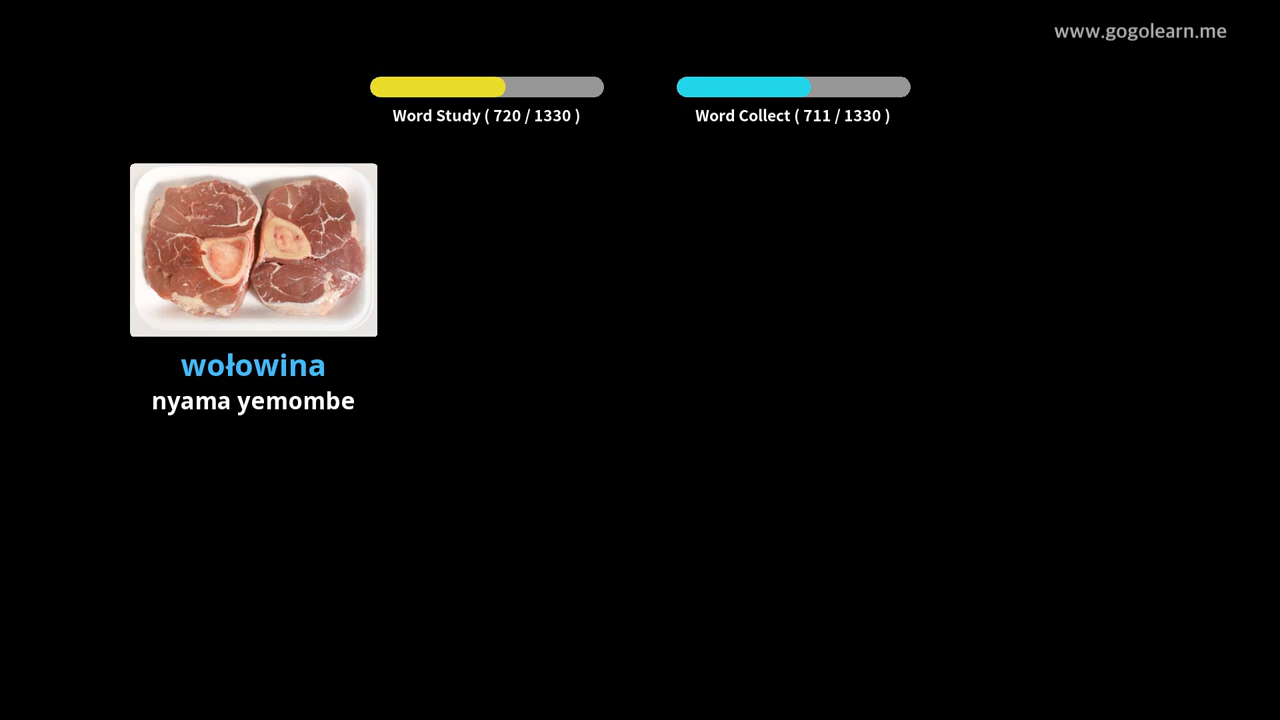 www.gogolearn.me
Word Study ( 720 / 1330 )
Word Collect ( 711 / 1330 )
wołowina
nyama yemombe